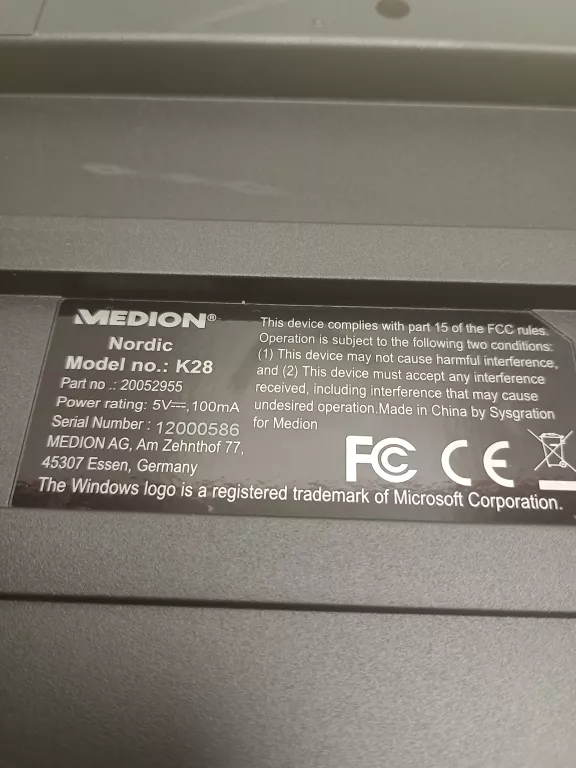 MEDION®
Nordic
Model no.: K28
Part no .: 20052955
Power rating: 5V⎓,100mA
Serial Number : 12000586
MEDION AG, Am Zehnthof 77,
45307 Essen, Germany
This device complies with part 15 of the FCC rules.
Operation is subject to the following two conditions:
(1) This device may not cause harmful interference,
and (2) This device must accept any interference
received, including interference that may cause
undesired operation.Made in China by Sysgration
for Medion
FC CE
The Windows logo is a registered trademark of Microsoft Corporation.